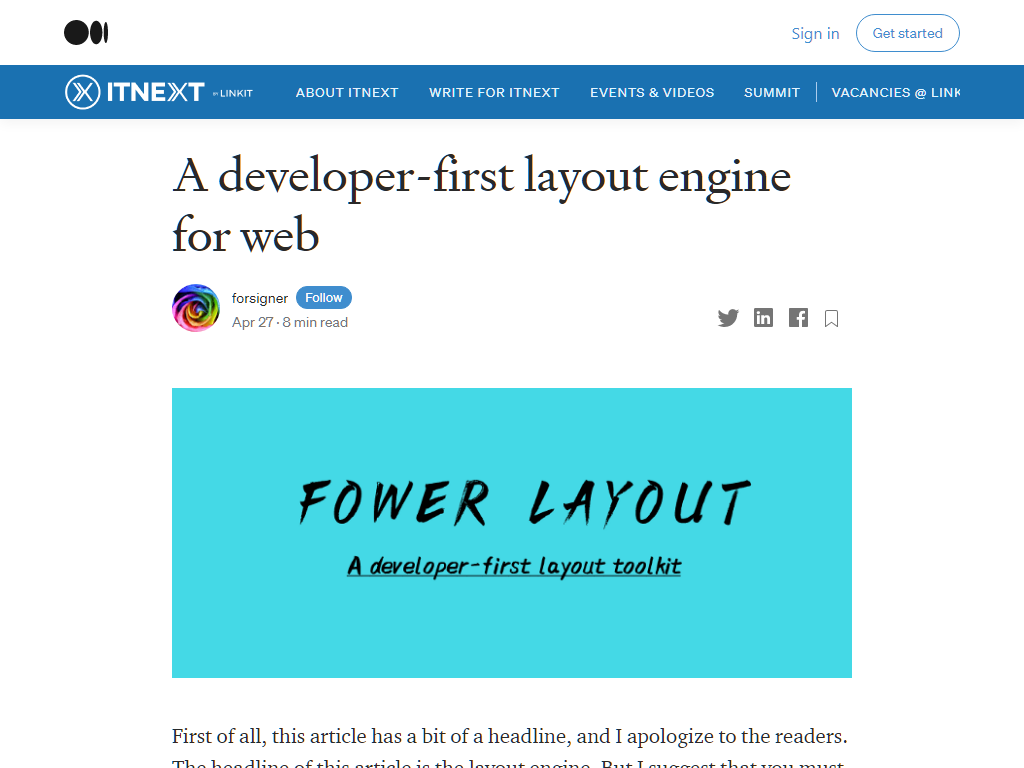 Sign in
Get started
ITNEXT BY LINKIT
ABOUT ITNEXT
WRITE FOR ITNEXT
EVENTS & VIDEOS
SUMMIT
VACANCIES @ LINK
A developer-first layout engine
for web
forsigner
Follow
Apr 27 · 8 min read
FOWER LAYOUT
A developer-first layout toolkit
First of all, this article has a bit of a headline, and I apologize to the readers.
The headline of this article is the layout engine. But I suggest that you must